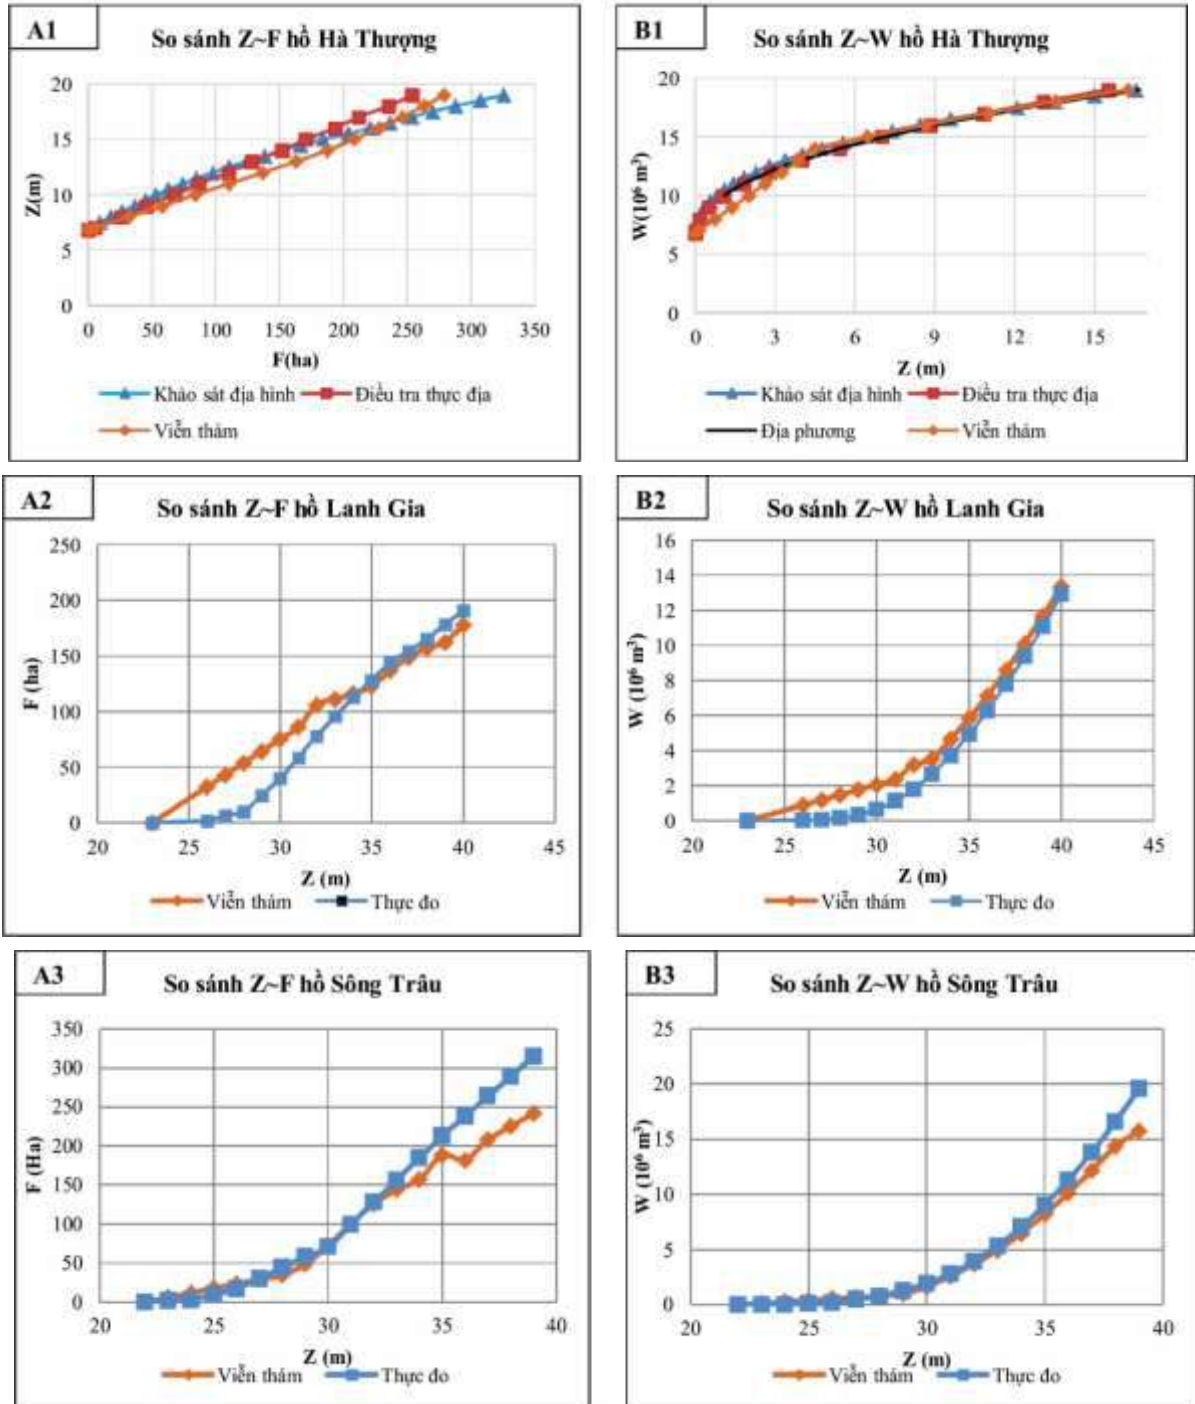 A1
So sánh Z~F hồ Hà Thượng
20
15
10
5
0
Z(m)
0 50 100 150 200 250 300 350
F(ha)
Khảo sát địa hình Điều tra thực địa
Viễn thám
B1
So sánh Z~W hồ Hà Thượng
20
15
10
5
0
W(10⁶ m³)
0 3 6 9 12 15
Z (m)
Khảo sát địa hình Điều tra thực địa
Địa phương Viễn thám
A2
So sánh Z~F hồ Lanh Gia
250
200
150
100
50
0
F (ha)
20 25 30 35 40 45
Z (m)
Viễn thám Thực đo
B2
So sánh Z~W hồ Lanh Gia
16
14
12
10
8
6
4
2
0
W (10⁶ m³)
20 25 30 35 40 45
Z (m)
Viễn thám Thực đo
A3
So sánh Z~F hồ Sông Trâu
350
300
250
200
150
100
50
0
F (Ha)
20 25 30 35 40
Z (m)
Viễn thám Thực đo
B3
So sánh Z~W hồ Sông Trâu
25
20
15
10
5
0
W (10⁶ m³)
20 25 30 35 40
Z (m)
Viễn thám Thực đo